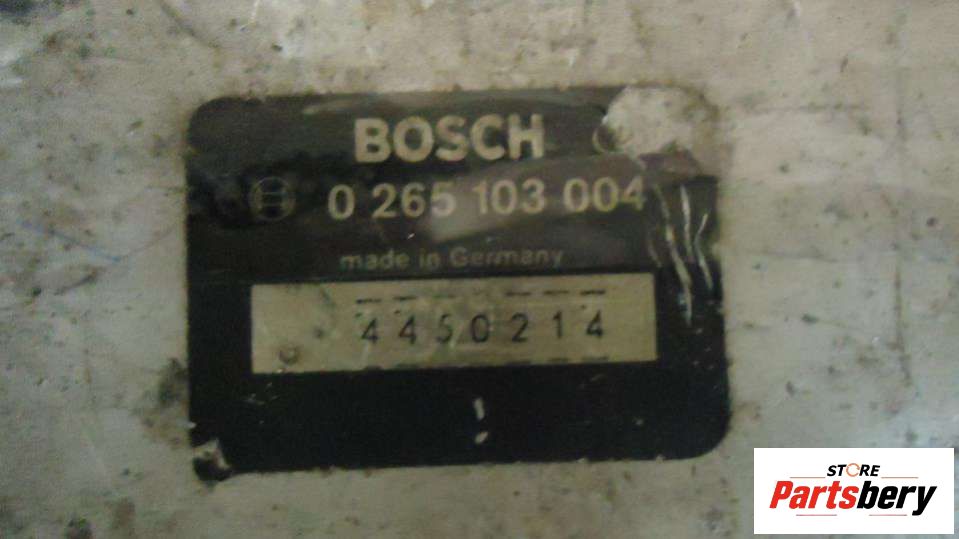 BOSCH
0 265 103 004
made in Germany
4450214
STORE
Partsbery